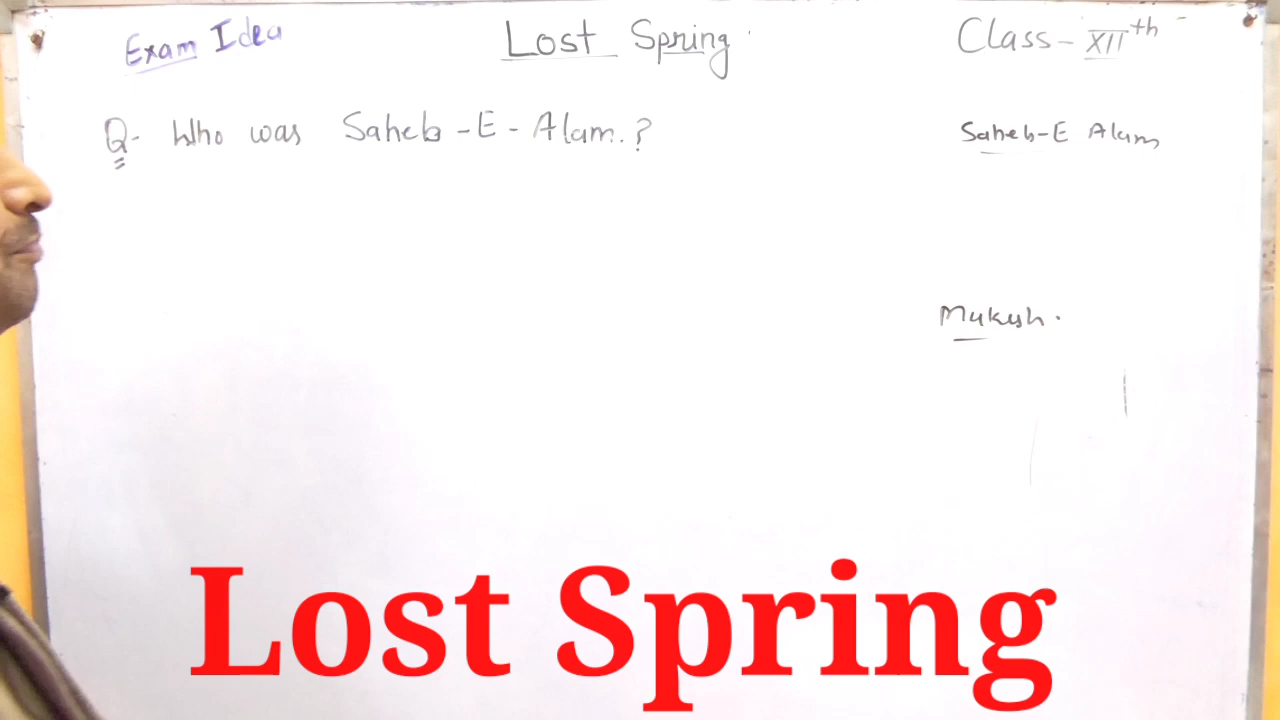 Exam Idea
Lost Spring
Class - XIIth
Q- Who was Saheb - E - Alam.?
Saheb-E Alam
Mukesh.
Lost Spring